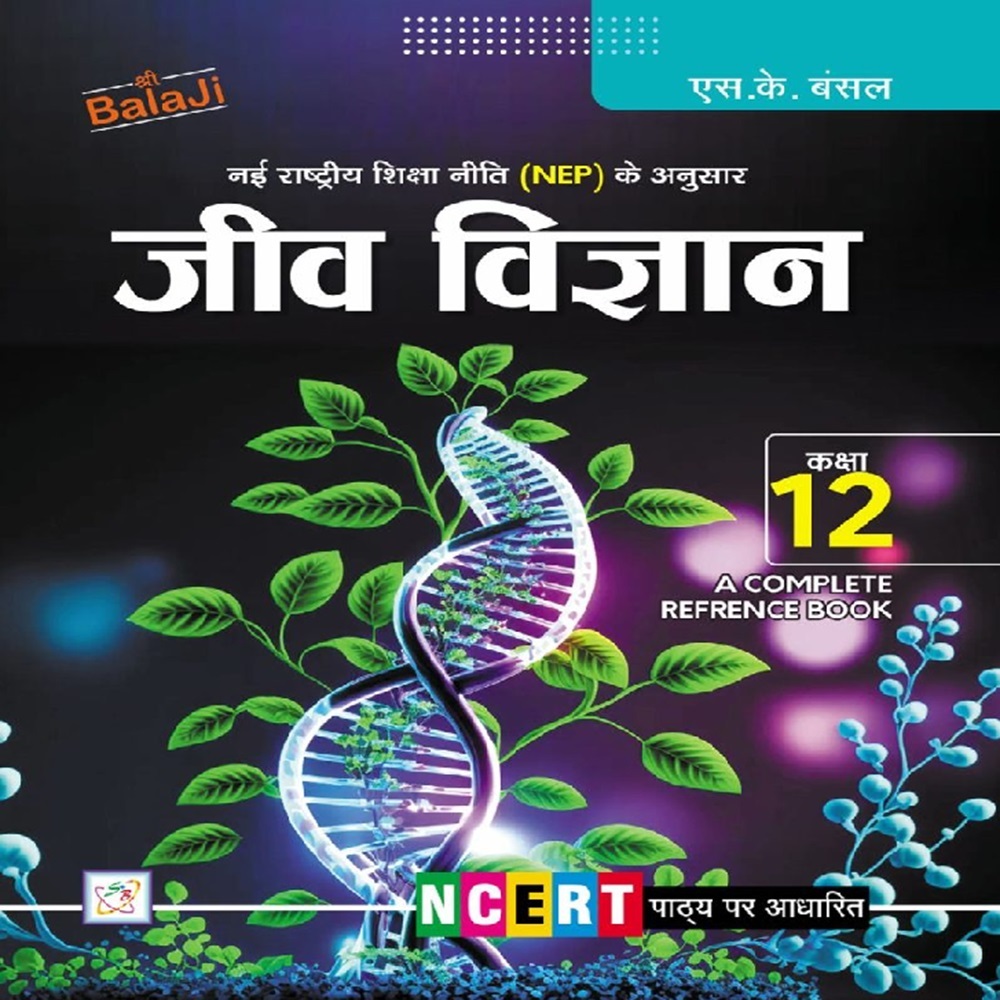 एस.के. बंसल
श्री
BalaJi
नई राष्ट्रीय शिक्षा नीति (NEP) के अनुसार
जीव विज्ञान
कक्षा
12
A COMPLETE
REFRENCE BOOK
S.B.
NCERT पाठ्य पर आधारित